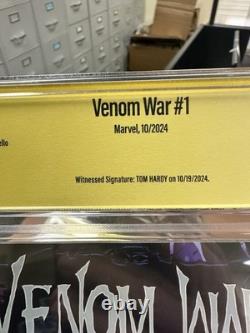 Venom War #1
Marvel, 10/2024
ello
Witnessed Signature: TOM HARDY on 10/19/2024.
VENOM WA